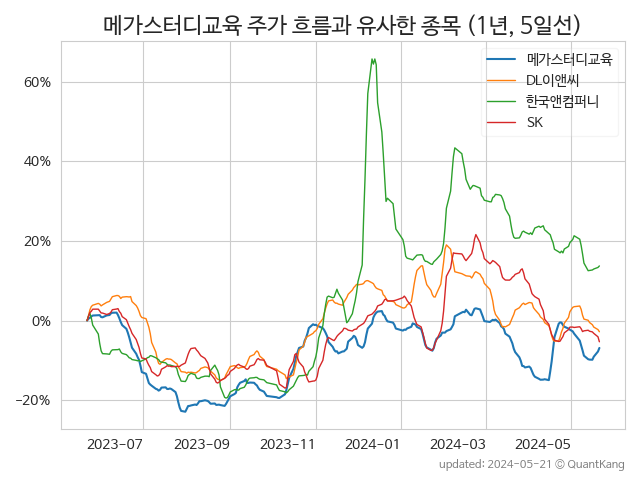 메가스터디교육 주가 흐름과 유사한 종목 (1년, 5일선)
메가스터디교육
DL이앤씨
한국앤컴퍼니
SK
60%
40%
20%
0%
−20%
2023-07
2023-09
2023-11
2024-01
2024-03
2024-05
updated: 2024-05-21 © QuantKang